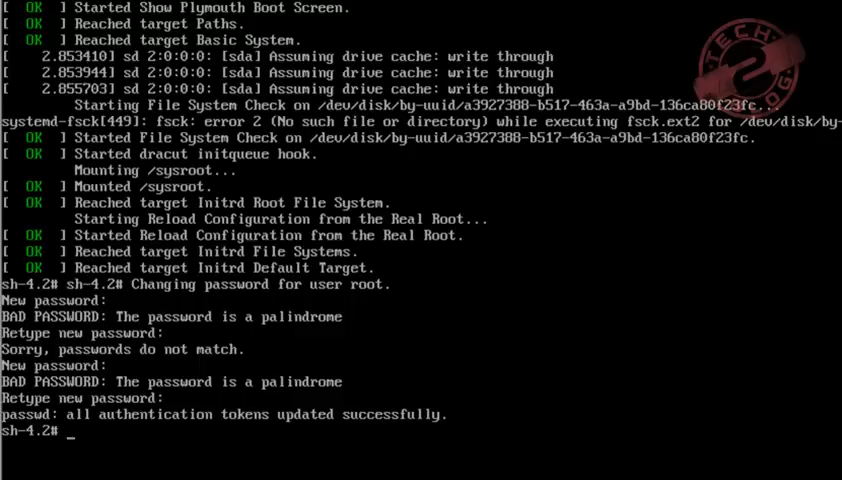 [ OK ] Started Show Plymouth Boot Screen.
[ OK ] Reached target Paths.
[ OK ] Reached target Basic System.
[ 2.853410] sd 2:0:0:0: [sda] Assuming drive cache: write through
[ 2.853944] sd 2:0:0:0: [sda] Assuming drive cache: write through
[ 2.855703] sd 2:0:0:0: [sda] Assuming drive cache: write through
Starting File System Check on /dev/disk/by-uuid/a3927388-b517-463a-a9bd-136ca80f23fc...
systemd-fsck[449]: fsck: error 2 (No such file or directory) while executing fsck.ext2 for /dev/disk/by-
[ OK ] Started File System Check on /dev/disk/by-uuid/a3927388-b517-463a-a9bd-136ca80f23fc.
[ OK ] Started dracut initqueue hook.
Mounting /sysroot...
[ OK ] Mounted /sysroot.
[ OK ] Reached target Initrd Root File System.
Starting Reload Configuration from the Real Root...
[ OK ] Started Reload Configuration from the Real Root.
[ OK ] Reached target Initrd File Systems.
[ OK ] Reached target Initrd Default Target.
sh-4.2# sh-4.2# Changing password for user root.
New password:
BAD PASSWORD: The password is a palindrome
Retype new password:
Sorry, passwords do not match.
New password:
BAD PASSWORD: The password is a palindrome
Retype new password:
passwd: all authentication tokens updated successfully.
sh-4.2# _
TECH
2